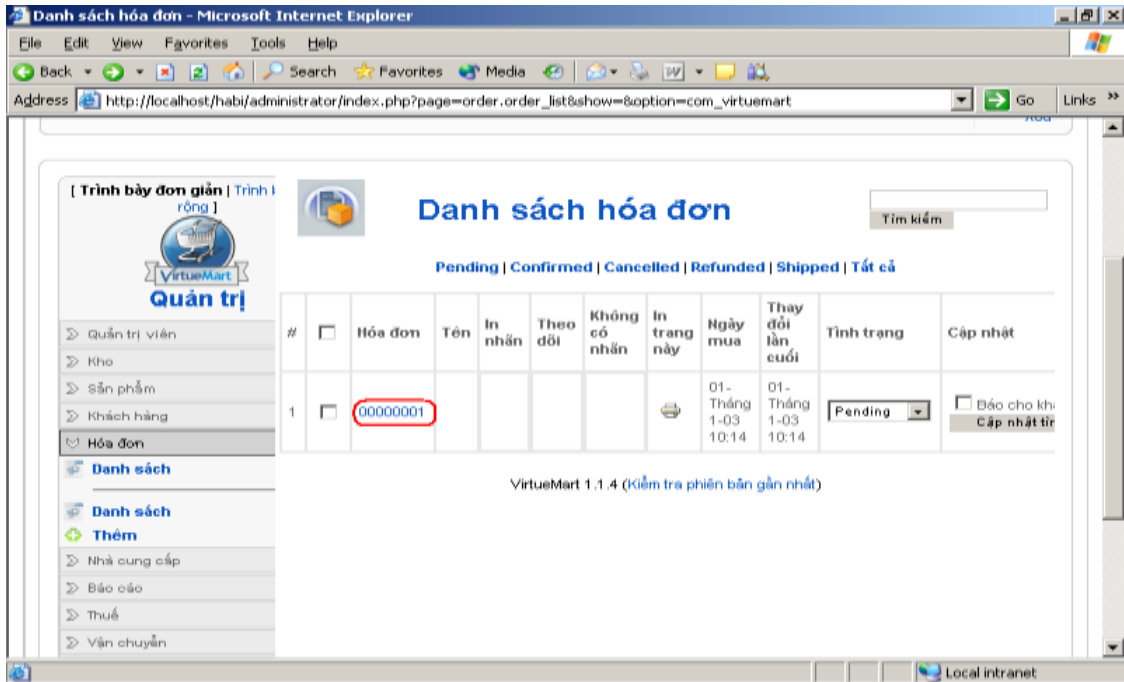 Danh sách hóa đơn - Microsoft Internet Explorer
File Edit View Favorites Tools Help
Back Search Favorites Media
Address http://localhost/habi/administrator/index.php?page=order.order_list&show=&option=com_virtuemart Go Links »
[ Trình bày đơn giản | Trình
rộng ]
VirtueMart
Quản trị
Quản trị viên
Kho
Sản phẩm
Khách hàng
Hóa đơn
Danh sách
Danh sách
Thêm
Nhà cung cấp
Báo cáo
Thuế
Vận chuyển
Danh sách hóa đơn
Tìm kiếm
Pending | Confirmed | Cancelled | Refunded | Shipped | Tất cả
# Hóa đơn Tên In nhãn Theo dõi Không có nhãn In trang này Ngày mua Thay đổi lần cuối Tình trạng Cập nhật
1 00000001 01-Tháng 1-03 10:14 01-Tháng 1-03 10:14 Pending Báo cho
Cập nhật
VirtueMart 1.1.4 (Kiểm tra phiên bản gần nhất)
Local intranet